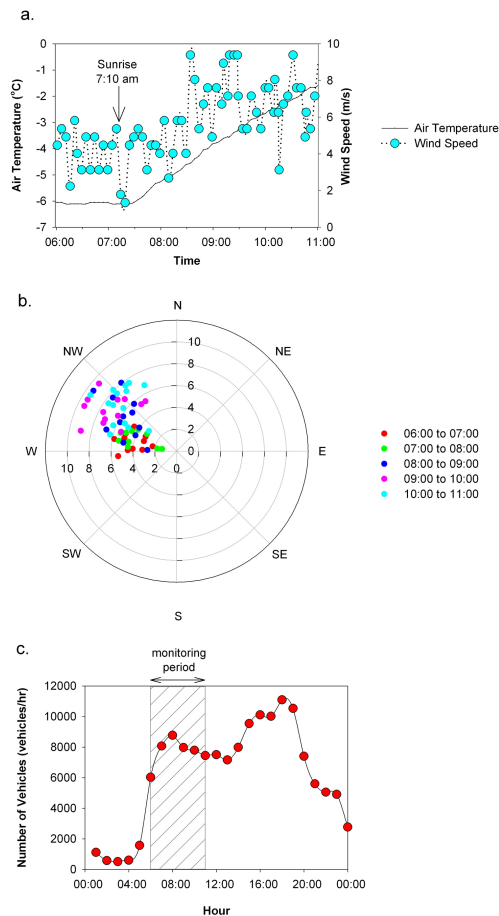 a.
0
-1
-2
-3
-4
-5
-6
-7
Air Temperature (°C)
Sunrise
7:10 am
10
8
6
4
2
0
Wind Speed (m/s)
06:00 07:00 08:00 09:00 10:00 11:00
Time
Air Temperature
Wind Speed
b.
N
NW
NE
W
E
SW
SE
S
10
8
6
4
2
0
10 8 6 4 2 0
06:00 to 07:00
07:00 to 08:00
08:00 to 09:00
09:00 to 10:00
10:00 to 11:00
c.
monitoring
period
12000
10000
8000
6000
4000
2000
0
Number of Vehicles (vehicles/hr)
00:00 04:00 08:00 12:00 16:00 20:00 00:00
Hour